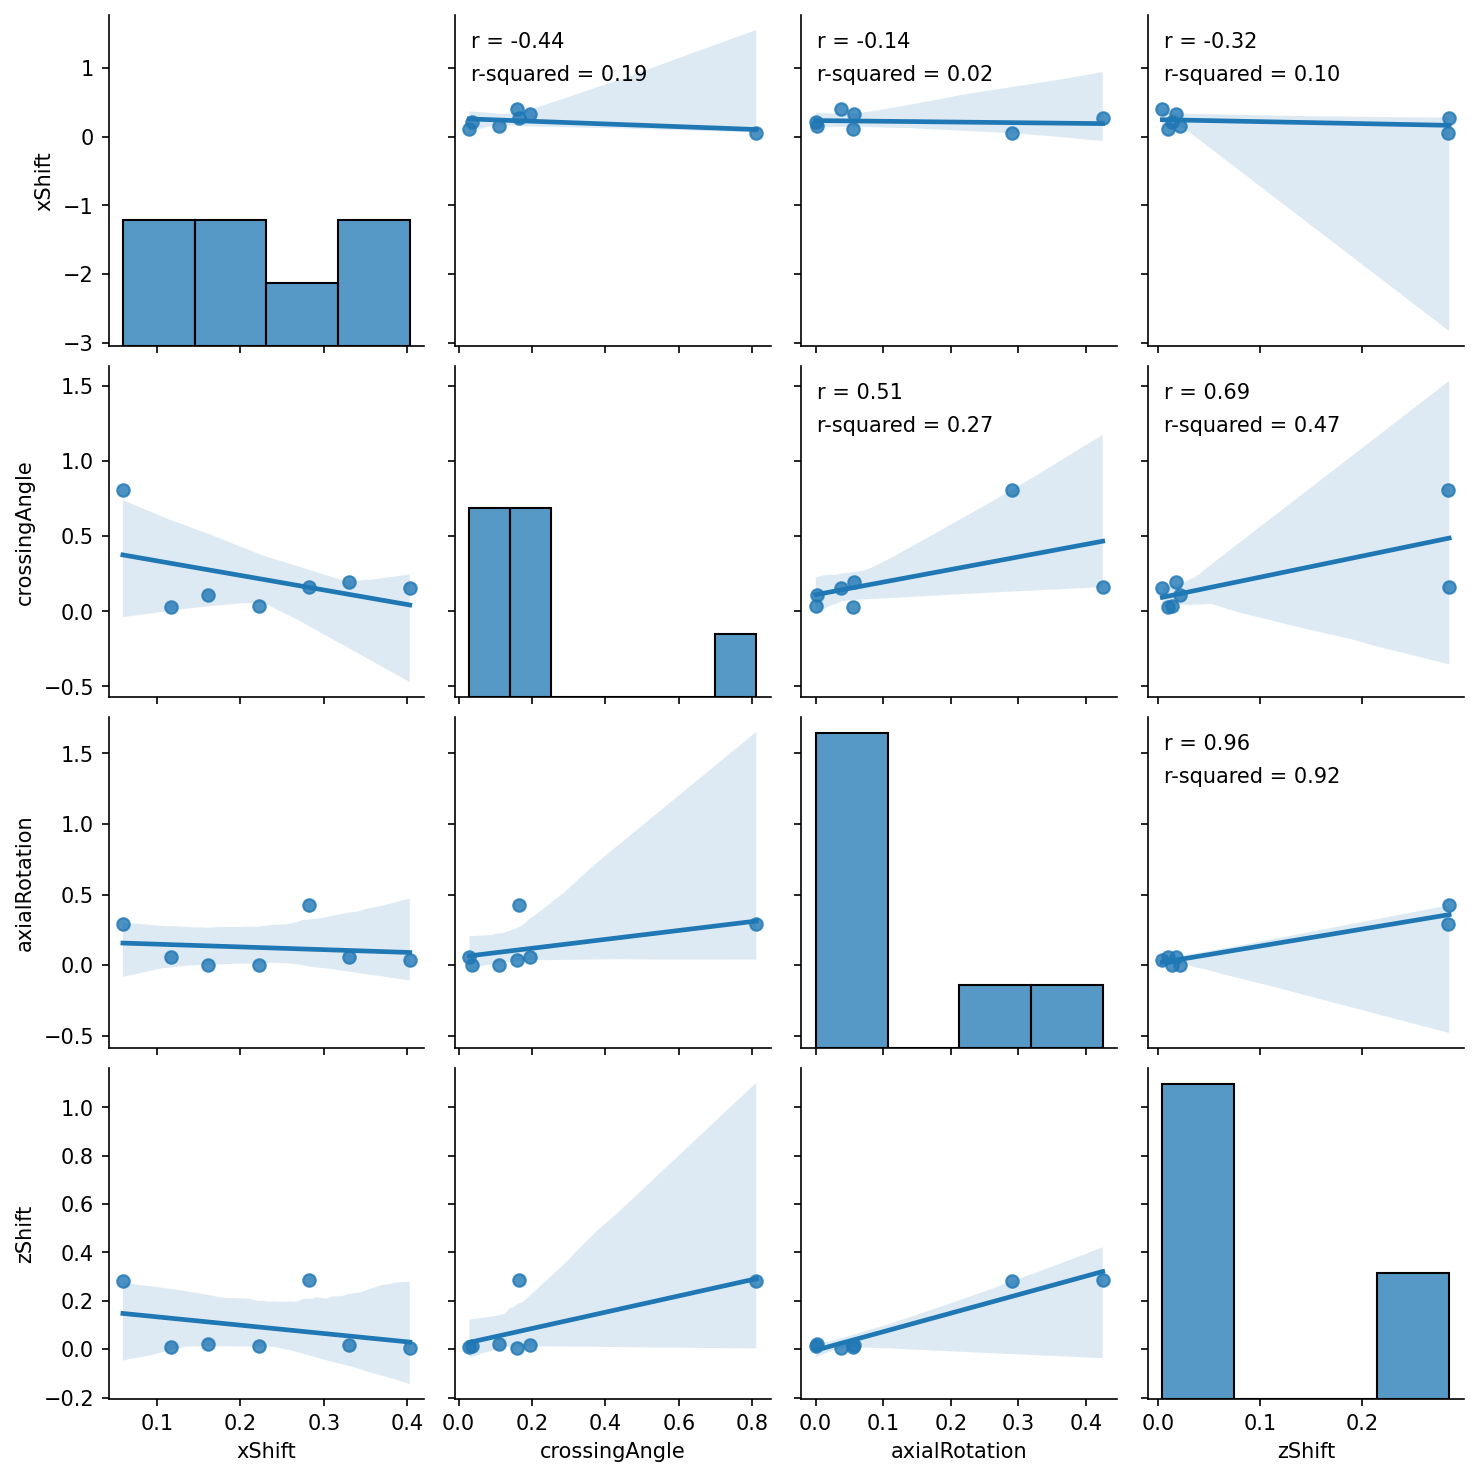 r = -0.44
r-squared = 0.19
r = -0.14
r-squared = 0.02
r = -0.32
r-squared = 0.10
1
0
−1
−2
−3
xShift
r = 0.51
r-squared = 0.27
r = 0.69
r-squared = 0.47
1.5
1.0
0.5
0.0
−0.5
crossingAngle
r = 0.96
r-squared = 0.92
1.5
1.0
0.5
0.0
−0.5
axialRotation
1.0
0.8
0.6
0.4
0.2
0.0
−0.2
zShift
0.1 0.2 0.3 0.4
xShift
0.0 0.2 0.4 0.6 0.8
crossingAngle
0.0 0.1 0.2 0.3 0.4
axialRotation
0.0 0.1 0.2
zShift